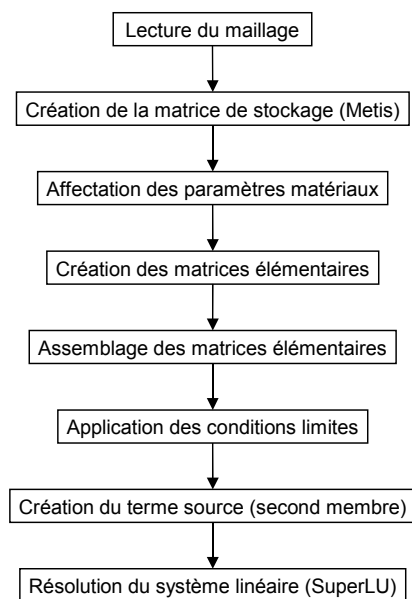 Lecture du maillage
Création de la matrice de stockage (Metis)
Affectation des paramètres matériaux
Création des matrices élémentaires
Assemblage des matrices élémentaires
Application des conditions limites
Création du terme source (second membre)
Résolution du système linéaire (SuperLU)